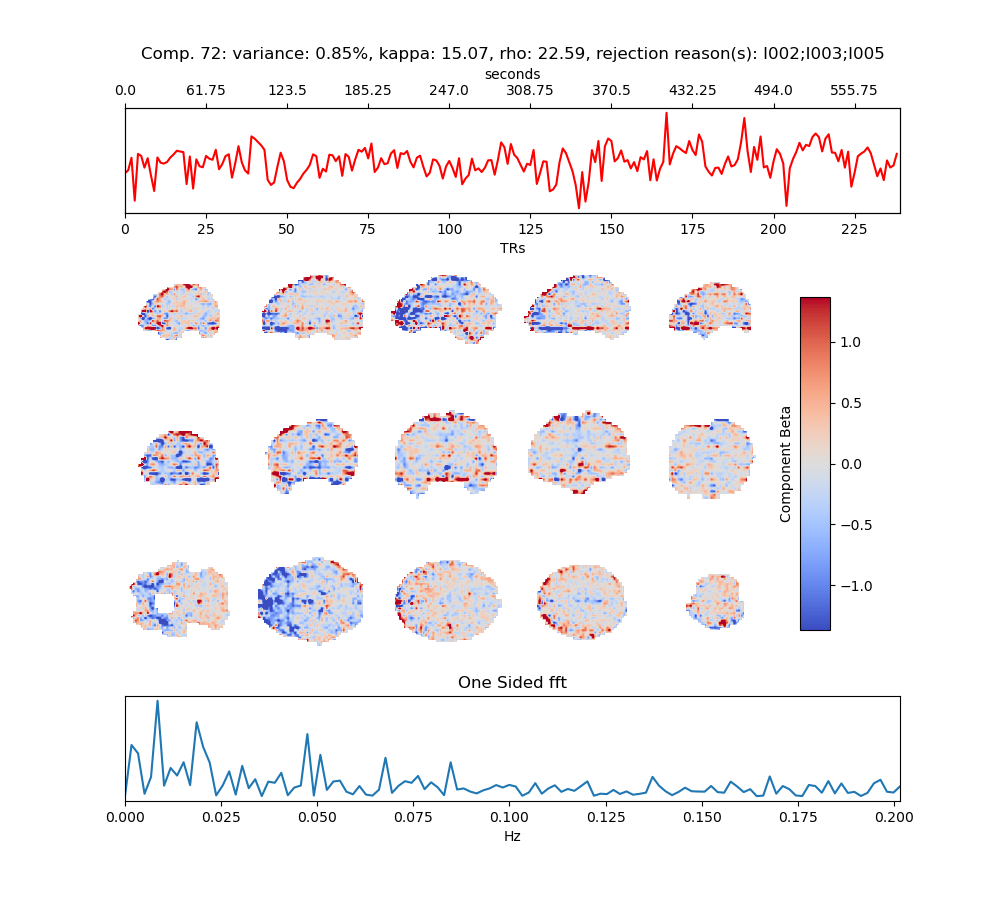 Comp. 72: variance: 0.85%, kappa: 15.07, rho: 22.59, rejection reason(s): I002;I003;I005
seconds
0.0 61.75 123.5 185.25 247.0 308.75 370.5 432.25 494.0 555.75
0 25 50 75 100 125 150 175 200 225
TRs
1.0
0.5
0.0
−0.5
−1.0
Component Beta
One Sided fft
0.000 0.025 0.050 0.075 0.100 0.125 0.150 0.175 0.200
Hz